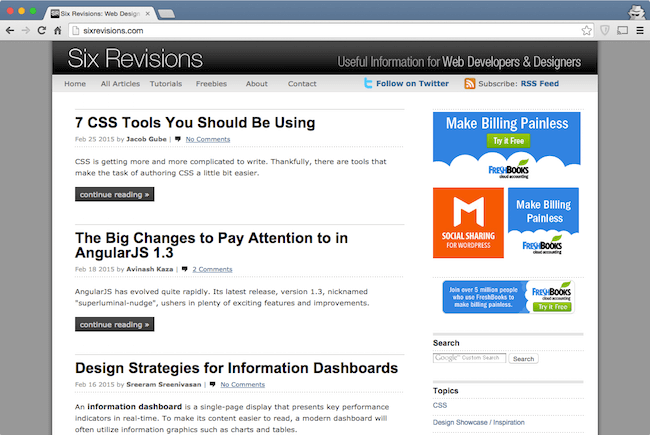 Six Revisions: Web Design
sixrevisions.com
Six Revisions
Useful Information for Web Developers & Designers
Home All Articles Tutorials Freebies About Contact
Follow on Twitter
Subscribe: RSS Feed
7 CSS Tools You Should Be Using
Feb 25 2015 by Jacob Gube | No Comments
CSS is getting more and more complicated to write. Thankfully, there are tools that
make the task of authoring CSS a little bit easier.
continue reading »
The Big Changes to Pay Attention to in
AngularJS 1.3
Feb 18 2015 by Avinash Kaza | 2 Comments
AngularJS has evolved quite rapidly. Its latest release, version 1.3, nicknamed
"superluminal-nudge", ushers in plenty of exciting features and improvements.
continue reading »
Design Strategies for Information Dashboards
Feb 16 2015 by Sreeram Sreenivasan | No Comments
An information dashboard is a single-page display that presents key performance
indicators in real-time. To make its content easier to read, a modern dashboard will
often utilize information graphics such as charts and tables.
Make Billing Painless
Try it Free
FRESHBOOKS
cloud accounting
M
SOCIAL SHARING
FOR WORDPRESS
Make Billing
Painless
FRESHBOOKS
cloud accounting
Join over 5 million people
who use FreshBooks to
make billing painless.
FRESHBOOKS
cloud accounting
Try it Free
Search
Google™ Custom Search
Search
Topics
CSS
Design Showcase / Inspiration